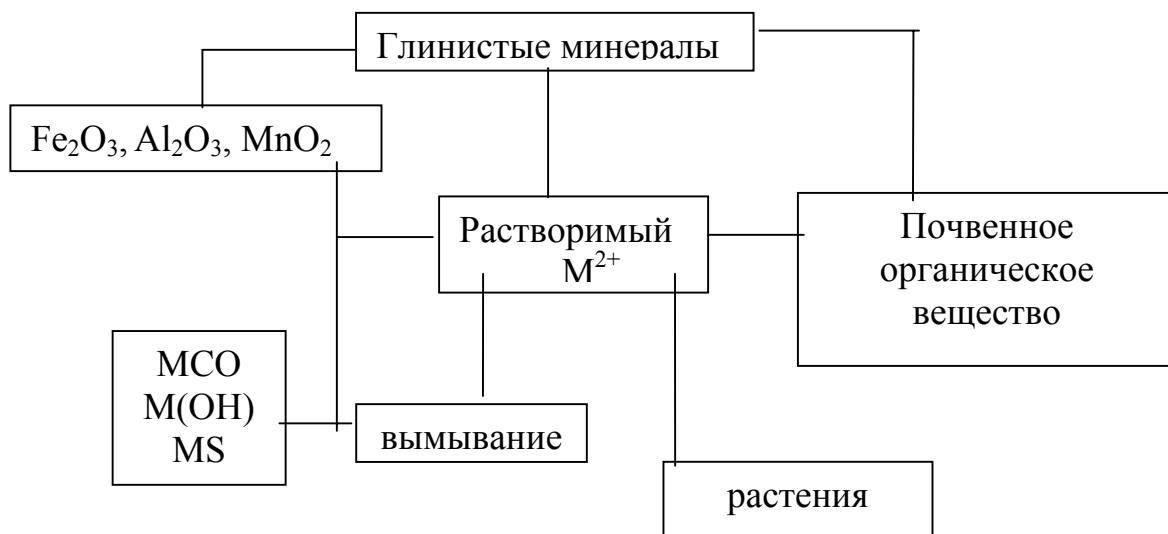 Глинистые минералы
Fe₂O₃, Al₂O₃, MnO₂
Растворимый
M²⁺
Почвенное
органическое
вещество
MCO
M(OH)
MS
вымывание
растения